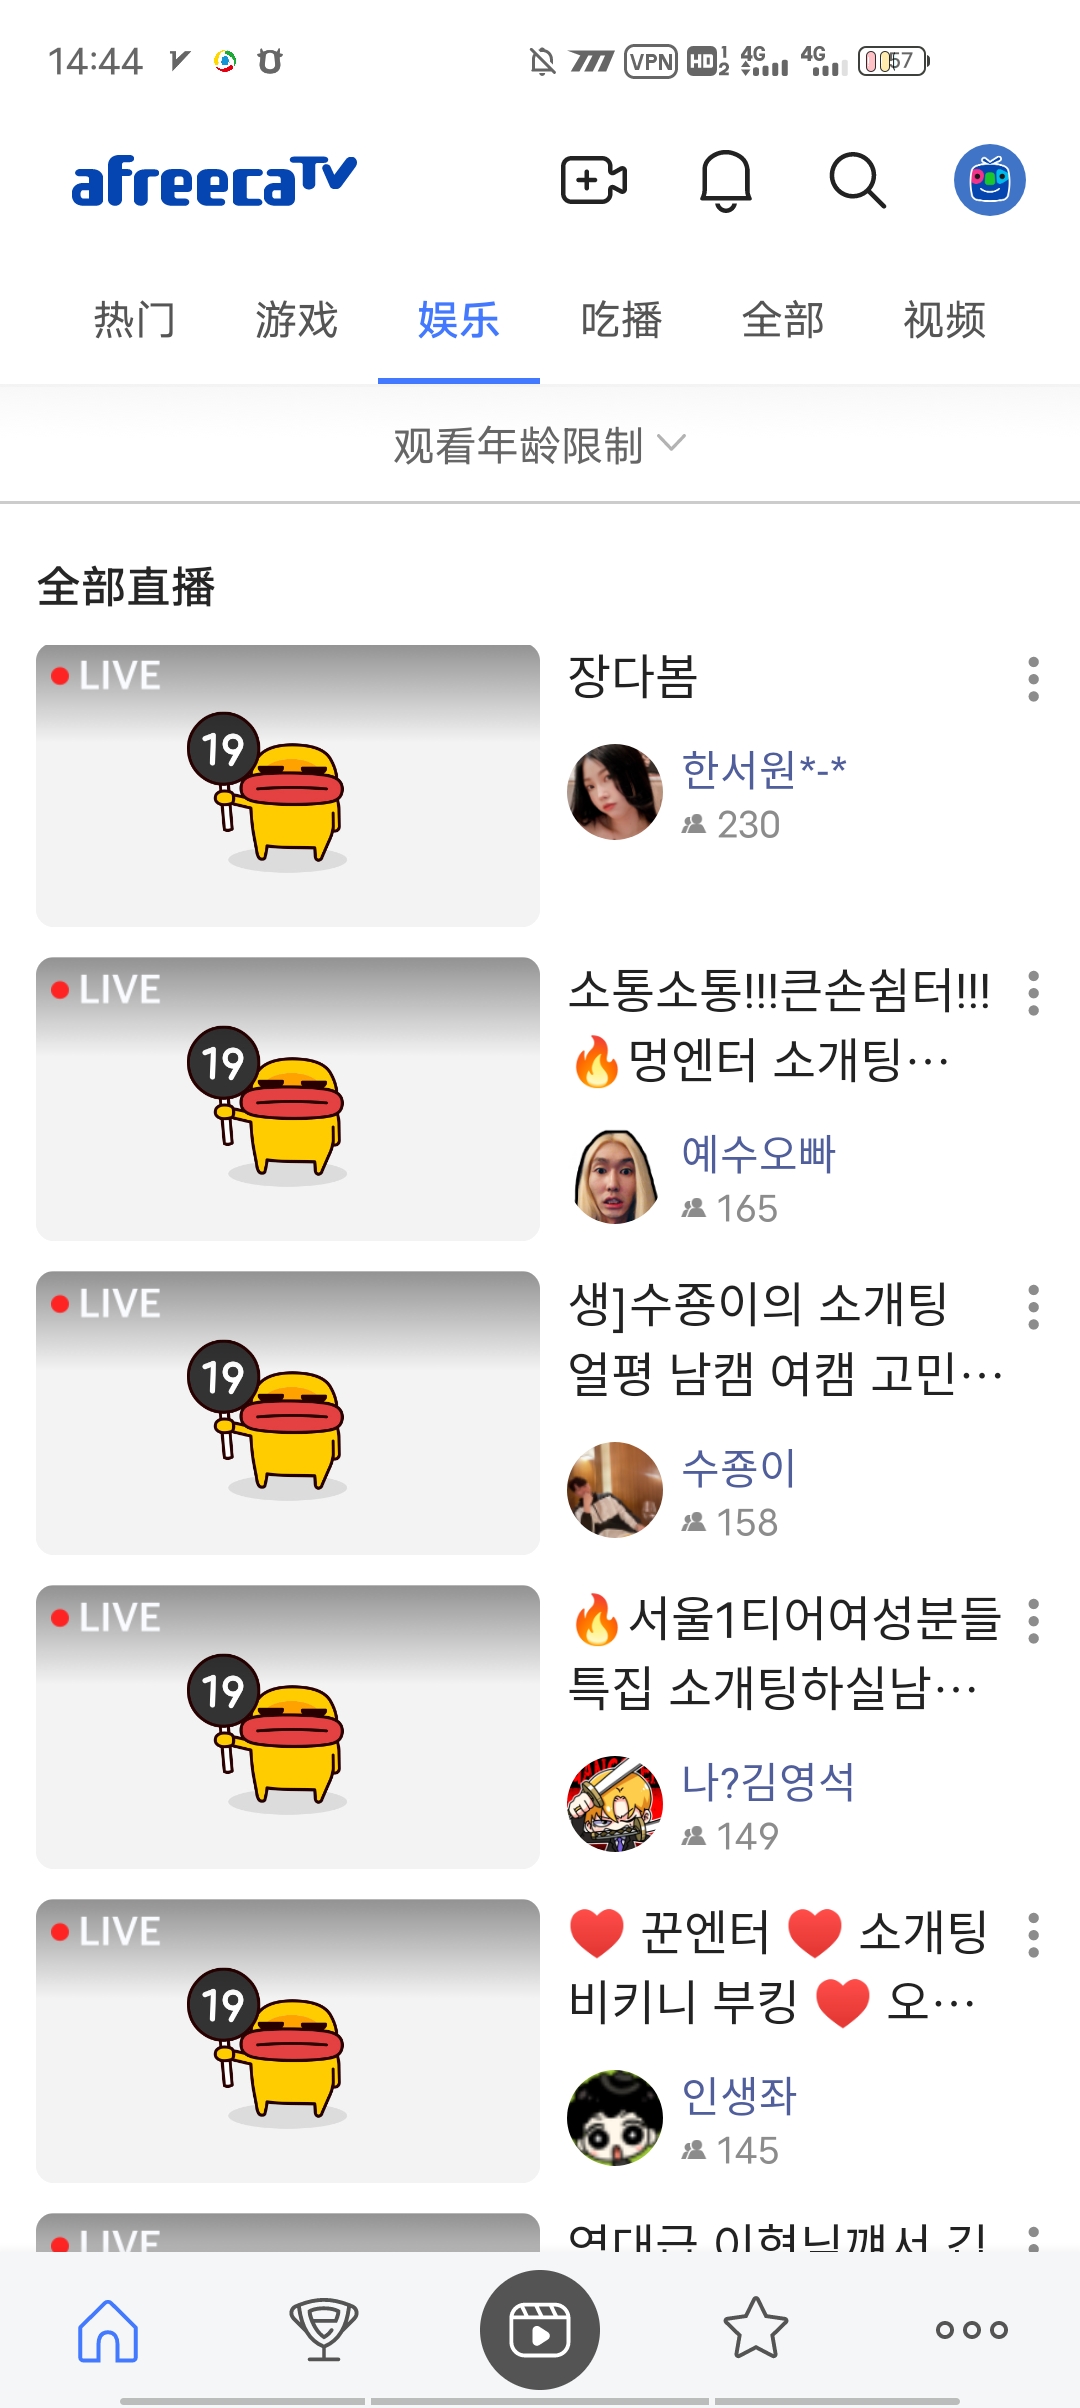 14:44
VPN HD 1 2 4G 4G 57
afreecaTV
热门 游戏 娱乐 吃播 全部 视频
观看年龄限制
全部直播
LIVE
19
장다봄
한서원*-*
230
LIVE
19
소통소통!!!큰손쉼터!!!
🔥멍엔터 소개팅…
예수오빠
165
LIVE
19
생]수죵이의 소개팅
얼평 남캠 여캠 고민…
수죵이
158
LIVE
19
🔥서울1티어여성분들
특집 소개팅하실남…
나?김영석
149
LIVE
19
❤️ 꾼엔터 ❤️ 소개팅
비키니 부킹 ❤️ 오…
인생좌
145
LIVE